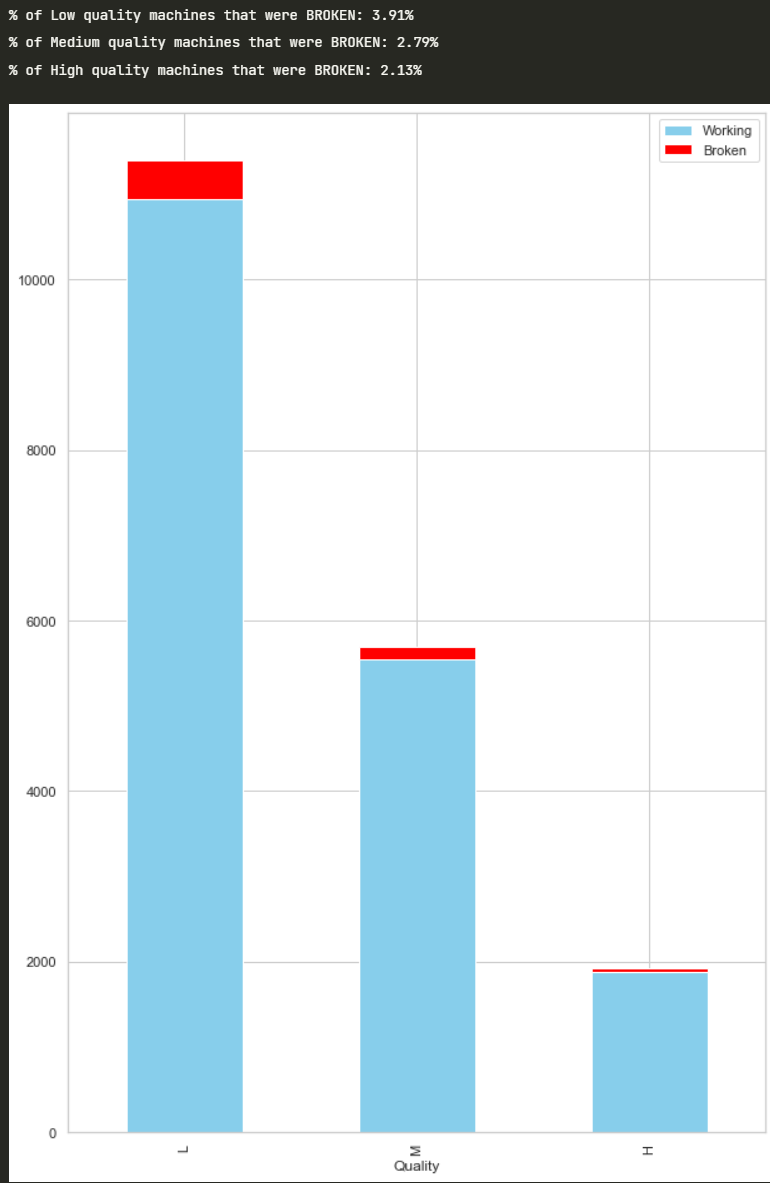 % of Low quality machines that were BROKEN: 3.91%
% of Medium quality machines that were BROKEN: 2.79%
% of High quality machines that were BROKEN: 2.13%
Working
Broken
10000
8000
6000
4000
2000
0
L
M
H
Quality